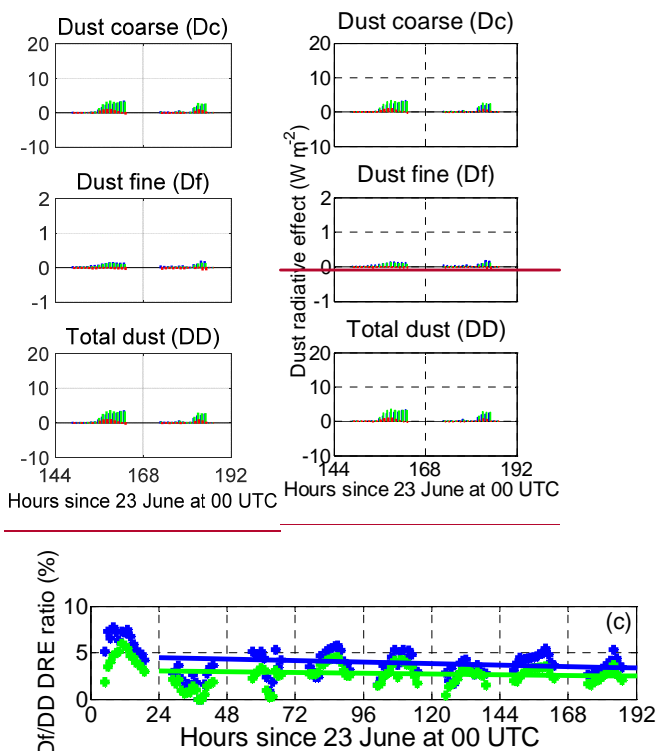 Dust coarse (Dc)
20
10
0
-10
Dust fine (Df)
2
1
0
-1
Total dust (DD)
20
10
0
-10
144 168 192
Hours since 23 June at 00 UTC
Dust coarse (Dc)
20
10
0
-10
Dust radiative effect (W m-2)
Dust fine (Df)
2
1
0
-1
Total dust (DD)
20
10
0
-10
144 168 192
Hours since 23 June at 00 UTC
Df/DD DRE ratio (%)
10
5
0
(c)
0 24 48 72 96 120 144 168 192
Hours since 23 June at 00 UTC